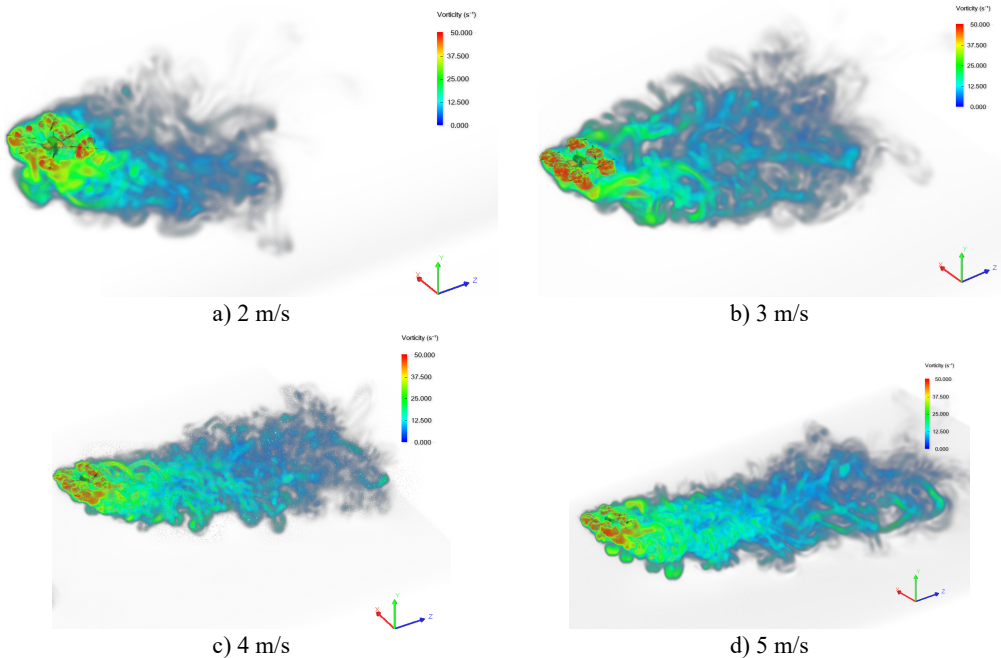 Vorticity (s⁻¹)
50.000
37.500
25.000
12.500
0.000
X
Y
Z
a) 2 m/s
Vorticity (s⁻¹)
50.000
37.500
25.000
12.500
0.000
X
Y
Z
b) 3 m/s
Vorticity (s⁻¹)
50.000
37.500
25.000
12.500
0.000
X
Y
Z
c) 4 m/s
Vorticity (s⁻¹)
50.000
37.500
25.000
12.500
0.000
X
Y
Z
d) 5 m/s